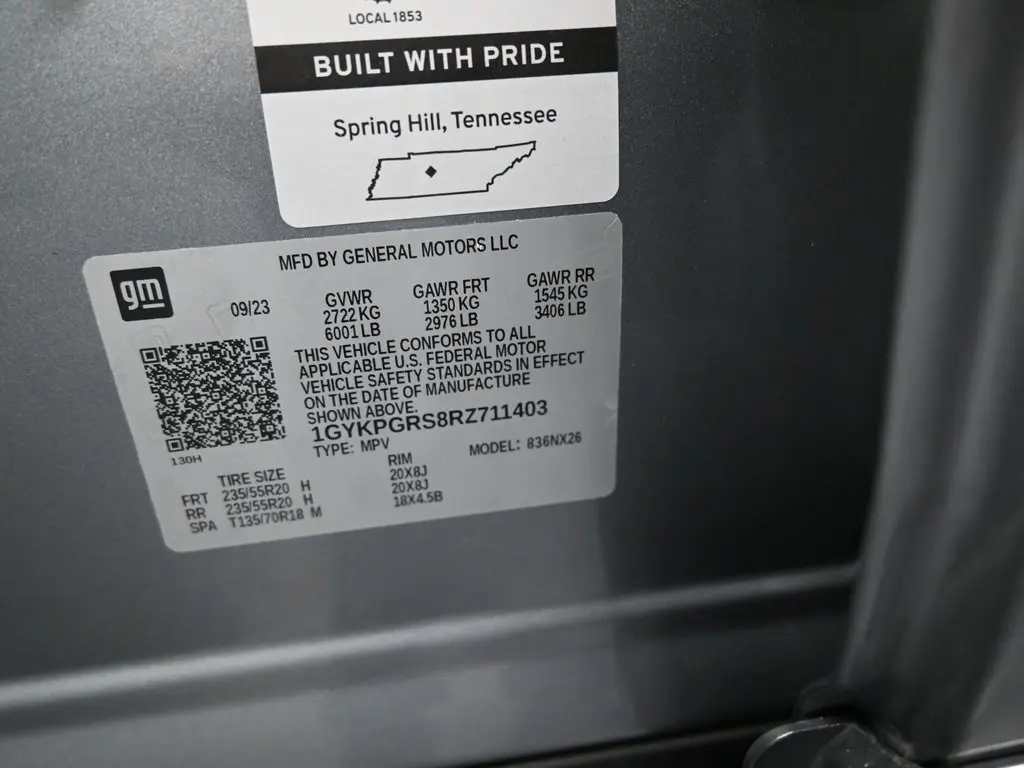 LOCAL 1853
BUILT WITH PRIDE
Spring Hill, Tennessee
MFD BY GENERAL MOTORS LLC
gm
09/23
GVWR
2722 KG
6001 LB
GAWR FRT
1350 KG
2976 LB
GAWR RR
1545 KG
3406 LB
THIS VEHICLE CONFORMS TO ALL
APPLICABLE U.S. FEDERAL MOTOR
VEHICLE SAFETY STANDARDS IN EFFECT
ON THE DATE OF MANUFACTURE
SHOWN ABOVE.
1GYKPGRS8RZ711403
TYPE: MPV
MODEL: 836NX26
130H
TIRE SIZE
RIM
FRT 235/55R20 H 20X8J
RR 235/55R20 H 20X8J
SPA T135/70R18 M 18X4.5B